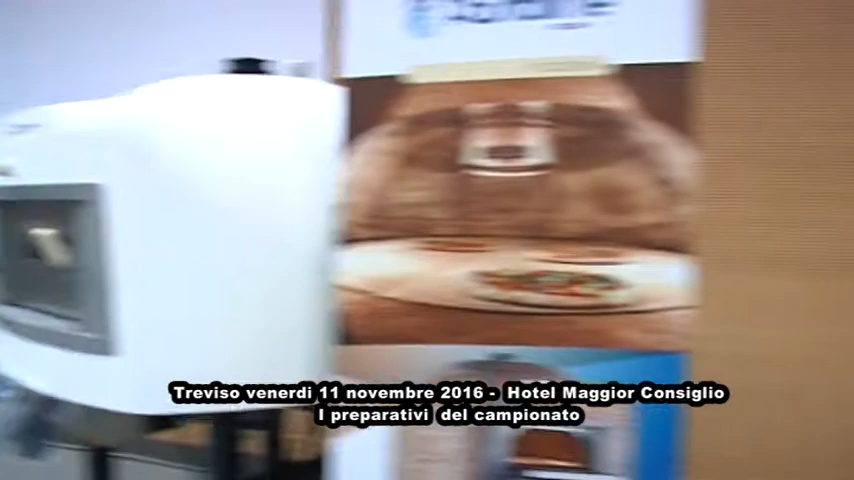 Treviso venerdi 11 novembre 2016 - Hotel Maggior Consiglio
I preparativi del campionato